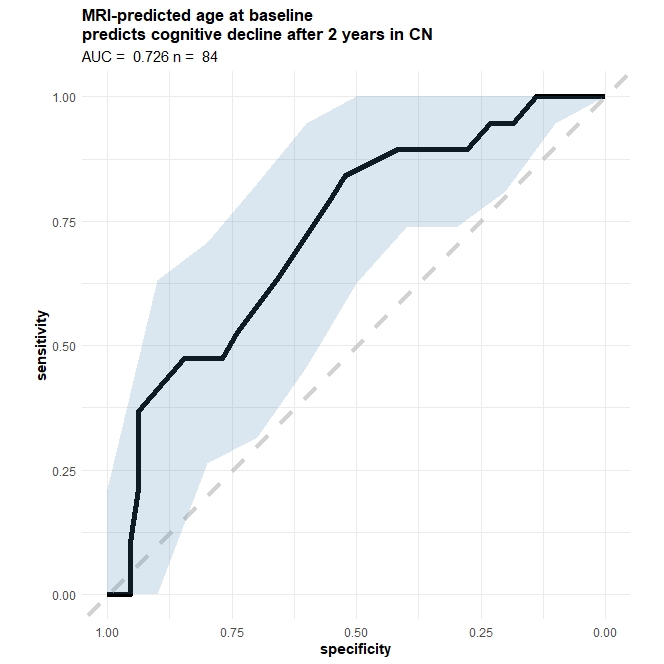 MRI-predicted age at baseline
predicts cognitive decline after 2 years in CN
AUC =  0.726 n =  84
1.00
0.75
0.50
0.25
0.00
sensitivity
1.00 0.75 0.50 0.25 0.00
specificity